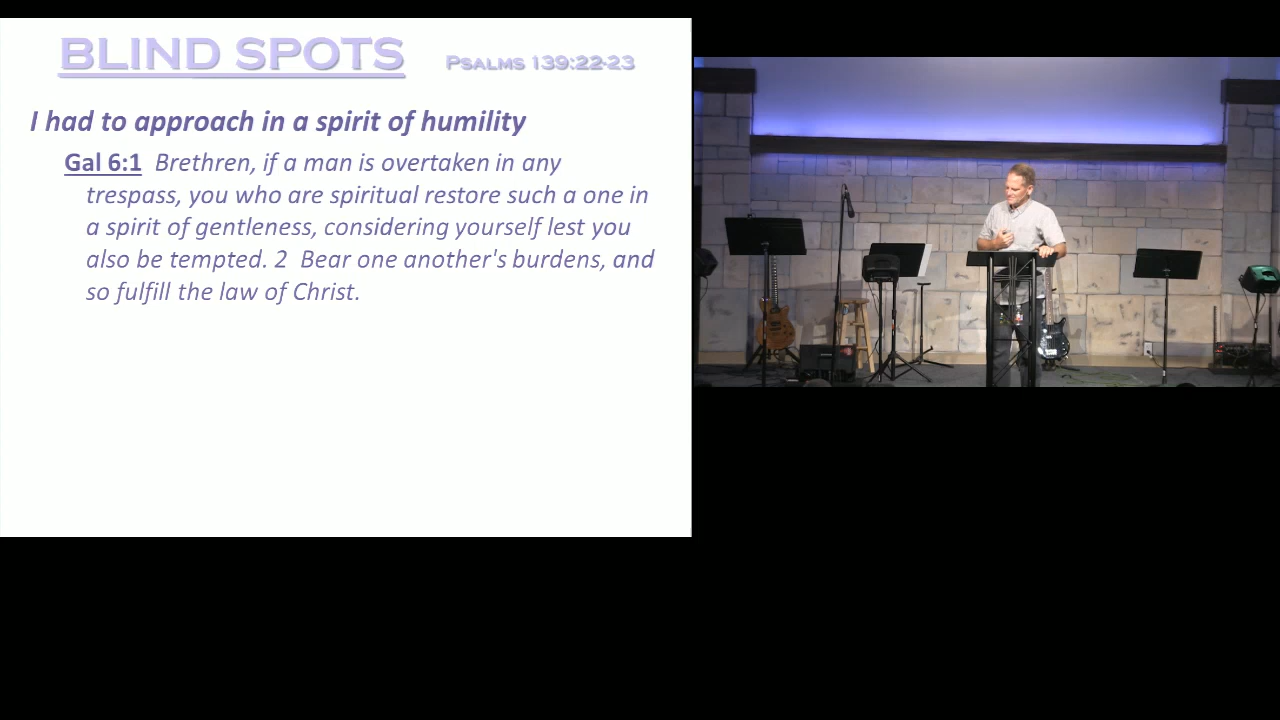 BLIND SPOTS Psalms 139:22-23
I had to approach in a spirit of humility
Gal 6:1 Brethren, if a man is overtaken in any
trespass, you who are spiritual restore such a one in
a spirit of gentleness, considering yourself lest you
also be tempted. 2 Bear one another's burdens, and
so fulfill the law of Christ.